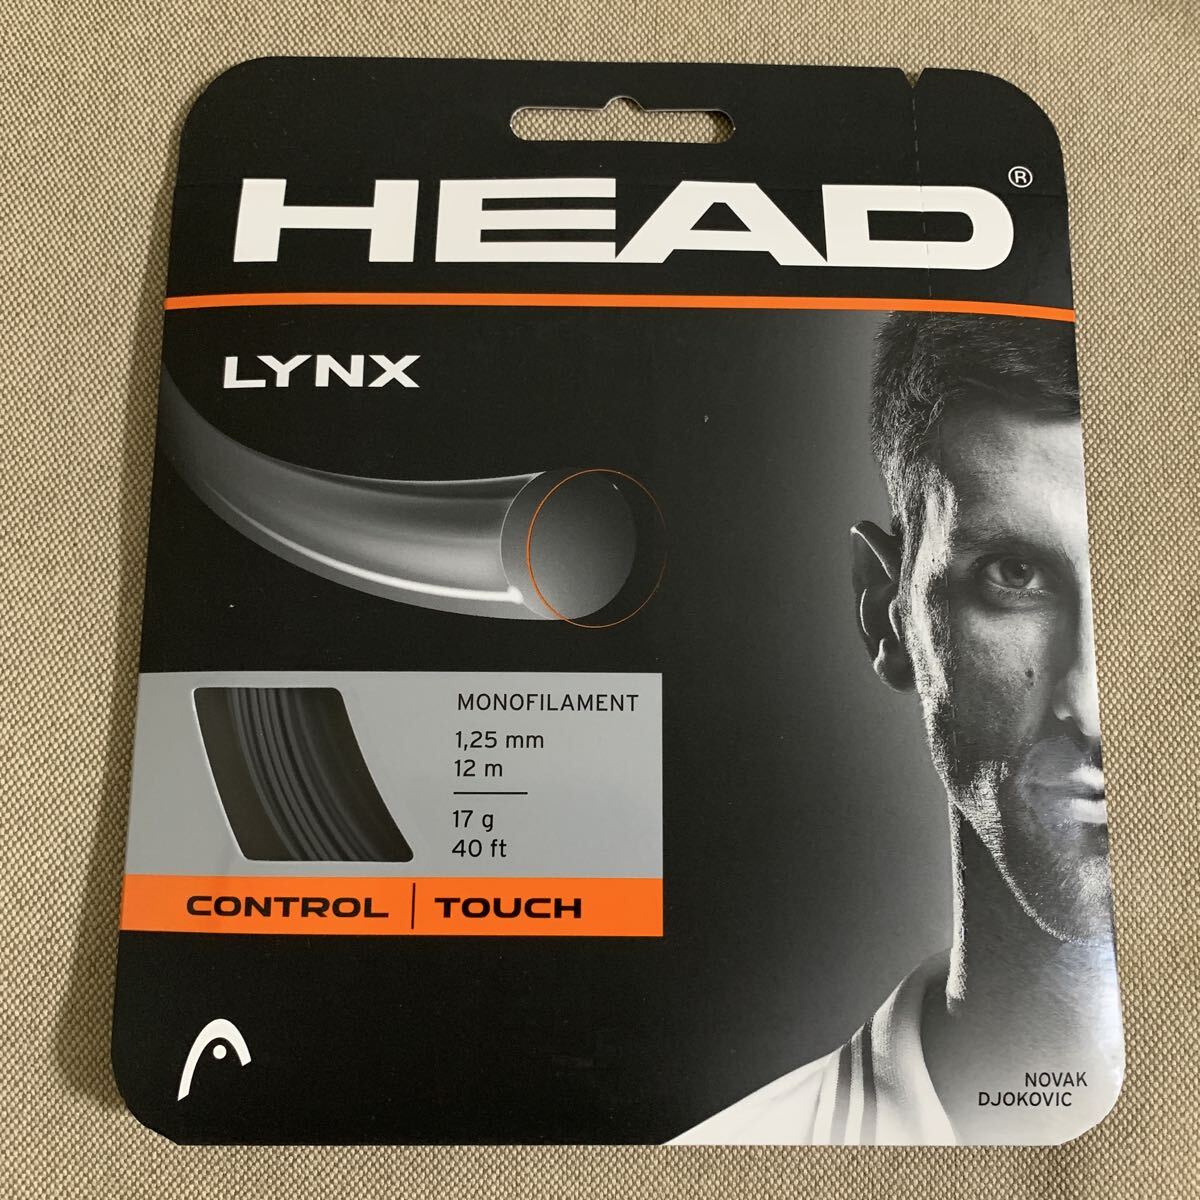 HEAD®
LYNX
MONOFILAMENT
1,25 mm
12 m
17 g
40 ft
CONTROL | TOUCH
NOVAK
DJOKOVIC